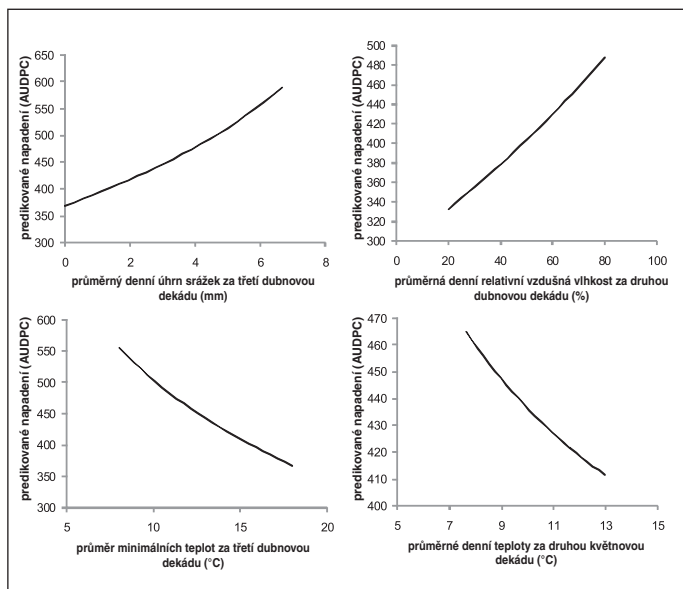 predikované napadení (AUDPC)
650
600
550
500
450
400
350
300
0 2 4 6 8
průměrný denní úhrn srážek za třetí dubnovou
dekádu (mm)
predikované napadení (AUDPC)
500
480
460
440
420
400
380
360
340
320
300
0 20 40 60 80 100
průměrná denní relativní vzdušná vlhkost za druhou
dubnovou dekádu (%)
predikované napadení (AUDPC)
600
550
500
450
400
350
300
5 10 15 20
průměr minimálních teplot za třetí dubnovou
dekádu (°C)
predikované napadení (AUDPC)
470
460
450
440
430
420
410
400
5 7 9 11 13 15
průměrné denní teploty za druhou květnovou
dekádu (°C)